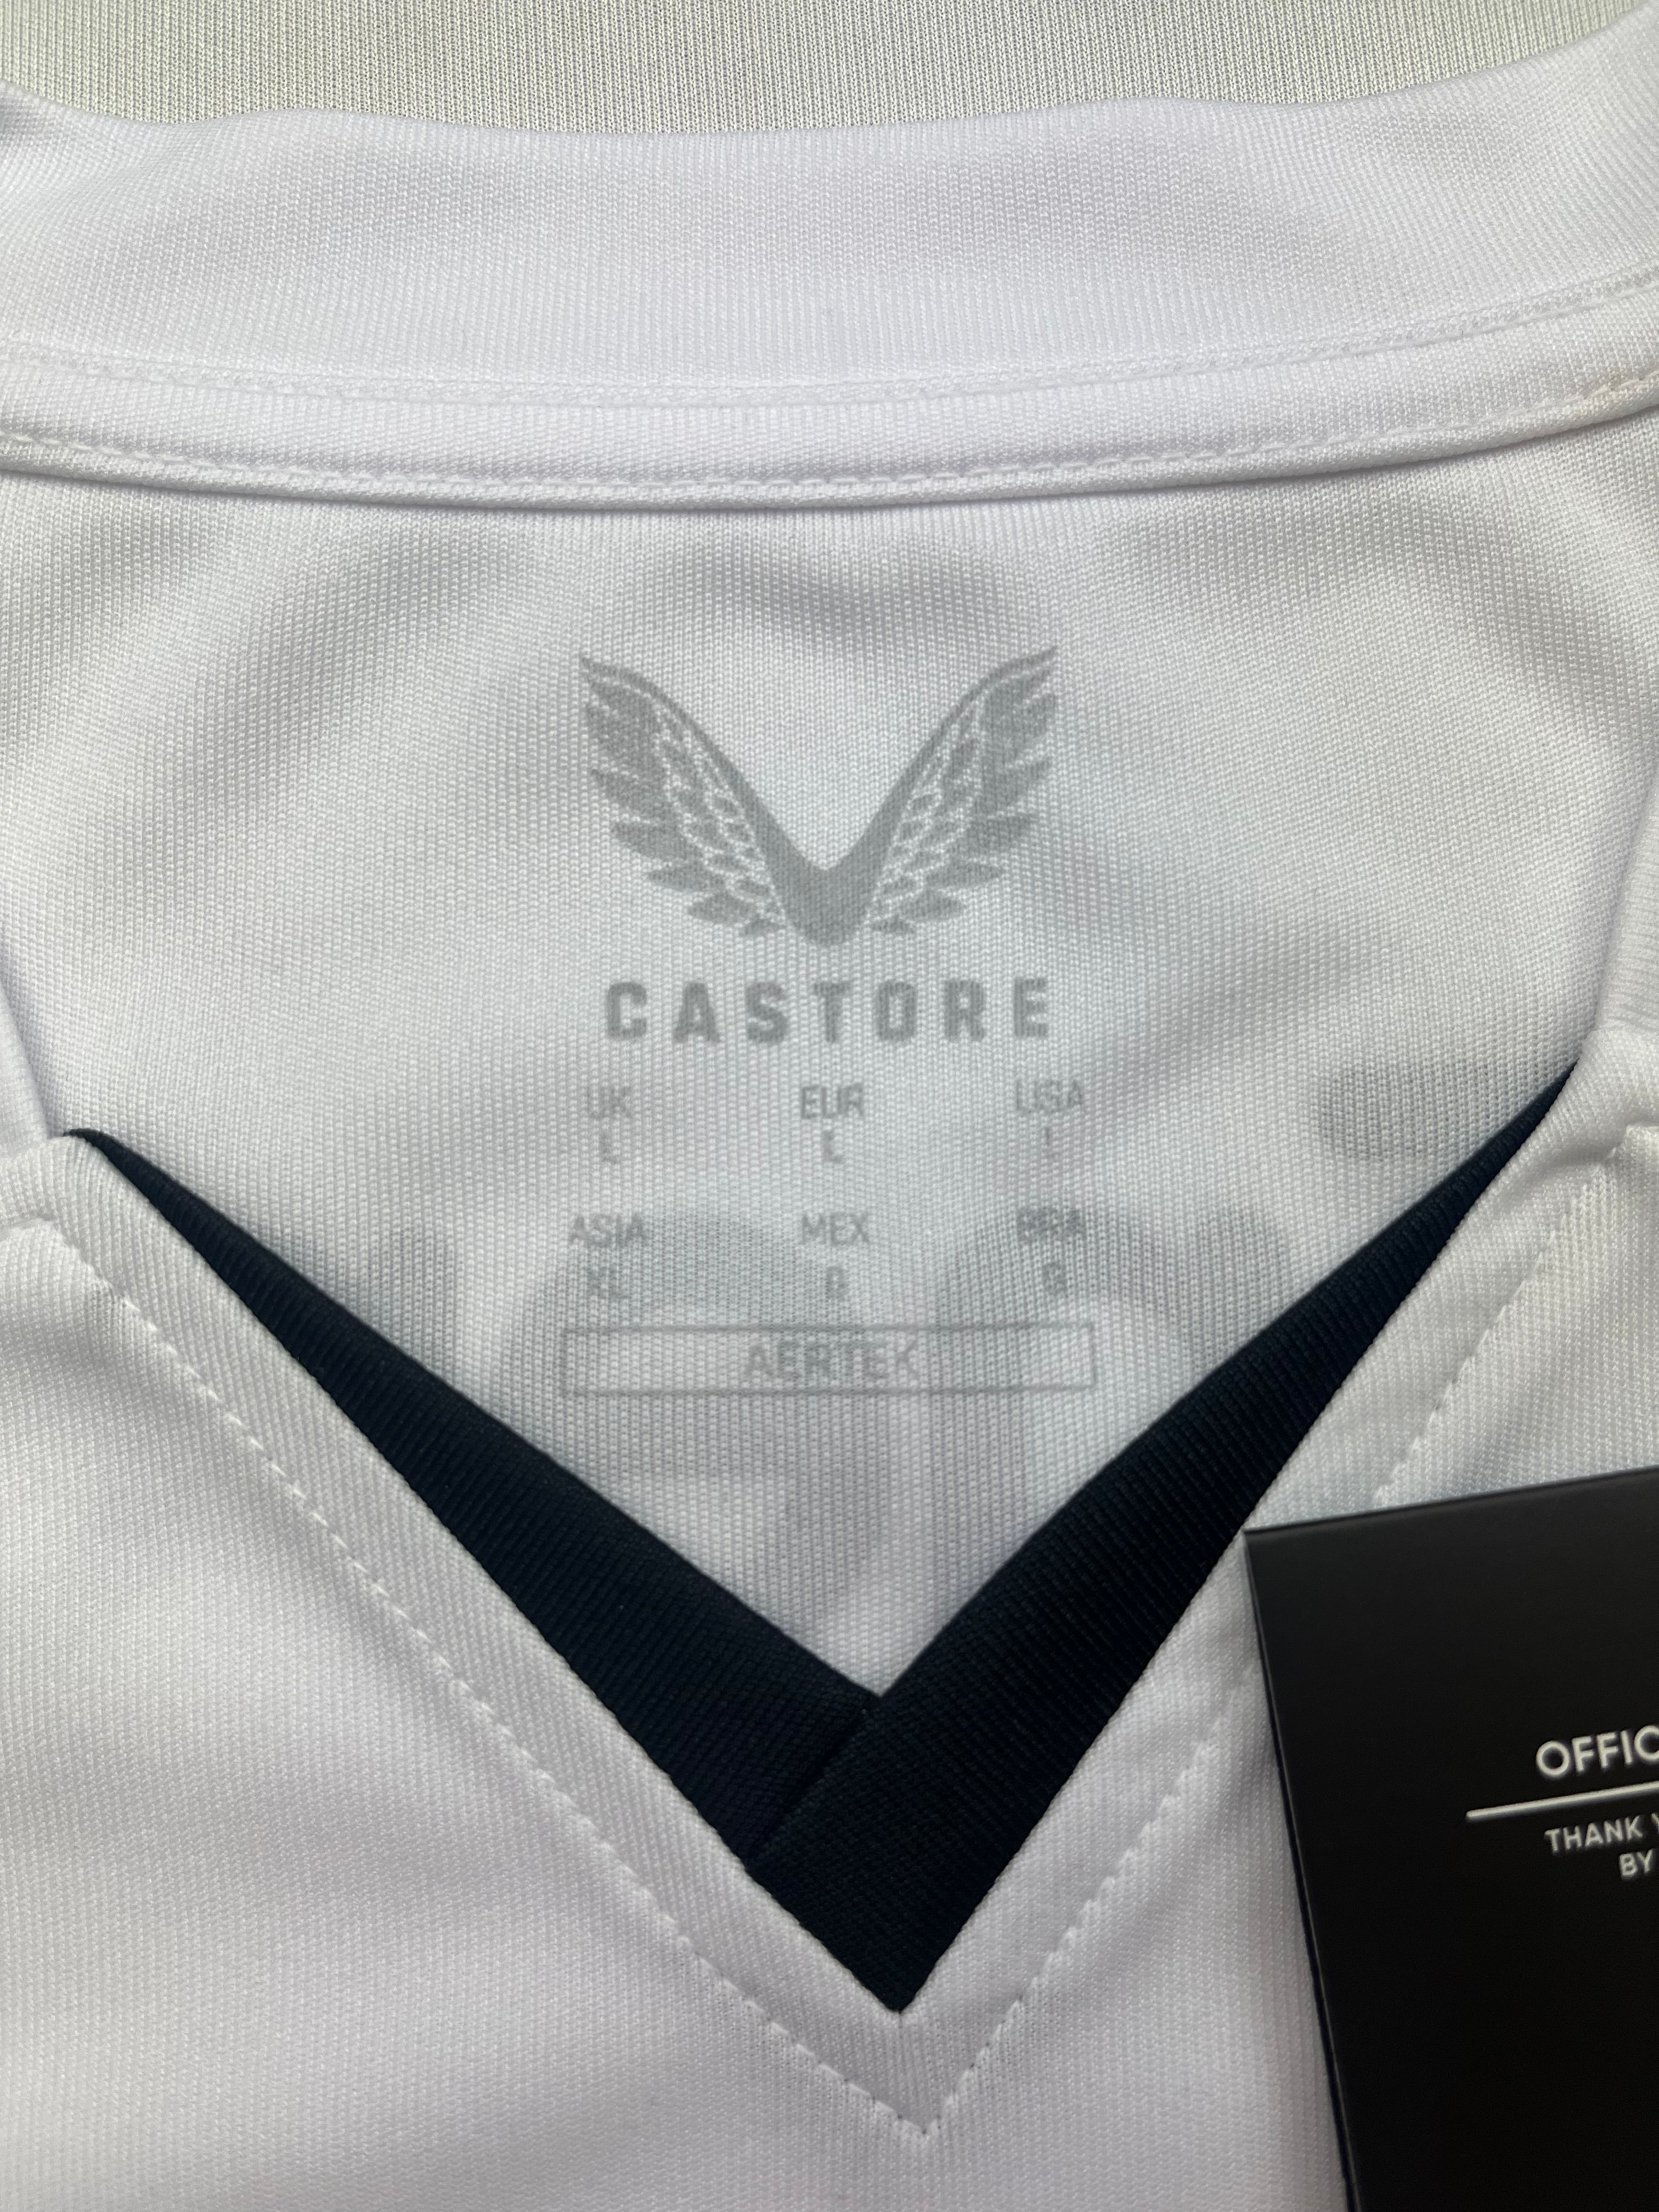 CASTORE
UK EUR USA
L L L
ASIA MEX BRA
XL G G
AERTEK
OFFIC
THANK Y
BY